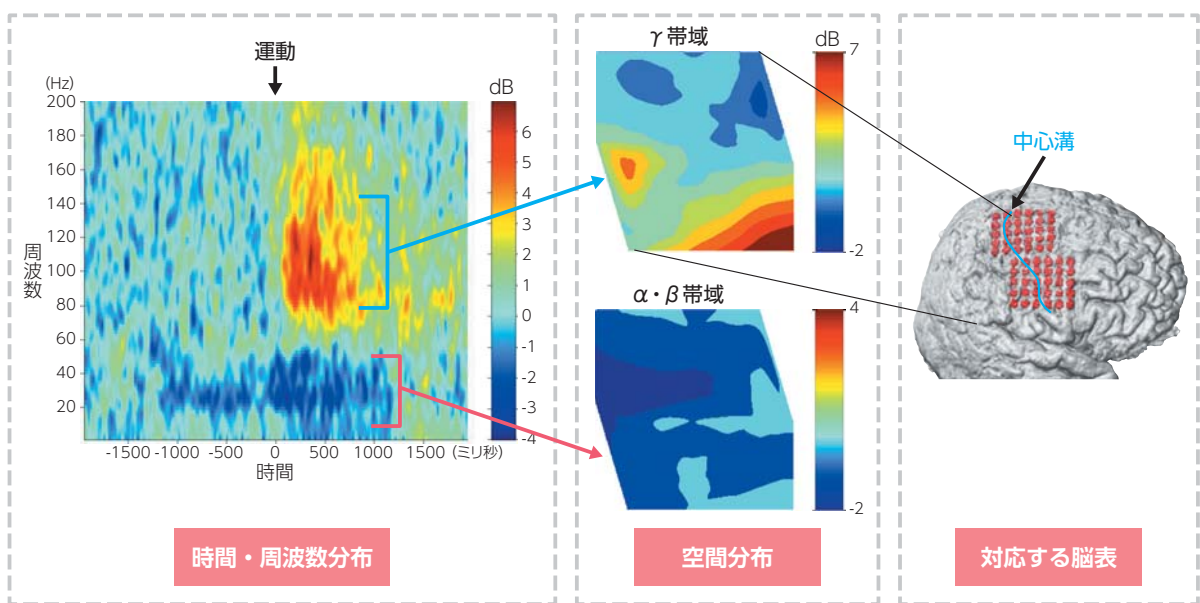 運動
(Hz)
dB
200
180
160
140
120
100
80
60
40
20
周波数
6
5
4
3
2
1
0
-1
-2
-3
-4
-1500
-1000
-500
0
500
1000
1500
(ミリ秒)
時間
時間・周波数分布
γ 帯域
dB
7
-2
α・β 帯域
4
-2
空間分布
中心溝
対応する脳表